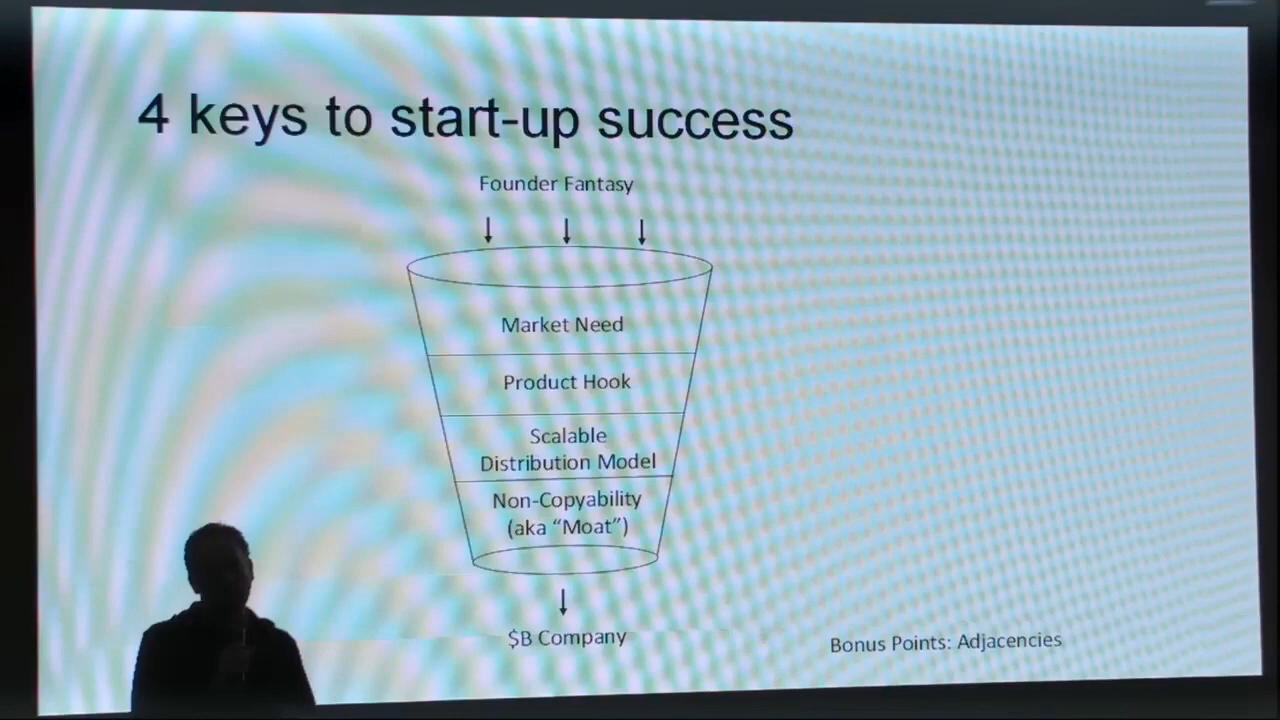 4 keys to start-up success
Founder Fantasy
Market Need
Product Hook
Scalable
Distribution Model
Non-Copyability
(aka “Moat”)
$B Company
Bonus Points: Adjacencies